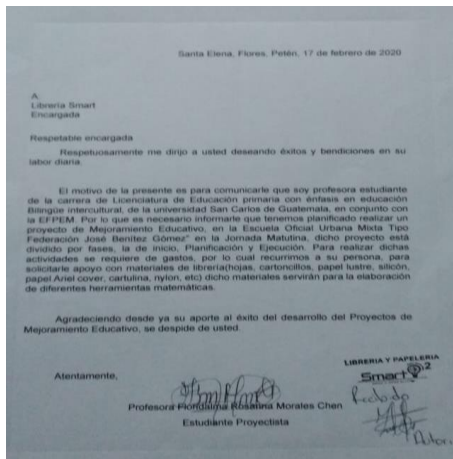 Santa Elena, Flores, Petén, 17 de febrero de 2020
A.
Librería Smart
Encargada
Respetable encargada
Respetuosamente me dirijo a usted deseando éxitos y bendiciones en su
labor diaria.
El motivo de la presente es para comunicarle que soy profesora estudiante
de la carrera de Licenciatura de Educación primaria con énfasis en educación
Bilingüe intercultural, de la universidad San Carlos de Guatemala, en conjunto con
la EFPEM. Por lo que es necesario informarle que tenemos planificado realizar un
proyecto de Mejoramiento Educativo, en la Escuela Oficial Urbana Mixta Tipo
Federación José Benítez Gómez" en la Jornada Matutina, dicho proyecto está
dividido por fases, la de inicio, Planificación y Ejecución. Para realizar dichas
actividades se requiere de gastos, por lo cual recurrimos a su persona, para
solicitarle apoyo con materiales de librería(hojas, cartoncillos, papel lustre, silicón,
papel Ariel cover, cartulina, nylon, etc) dicho materiales servirán para la elaboración
de diferentes herramientas matemáticas.
Agradeciendo desde ya su aporte al éxito del desarrollo del Proyectos de
Mejoramiento Educativo, se despide de usted.
Atentamente,
LIBRERIA Y PAPELERIA
Smart 2
Recibido
Profesora Rosanna Morales Chen
Estudiante Proyectista